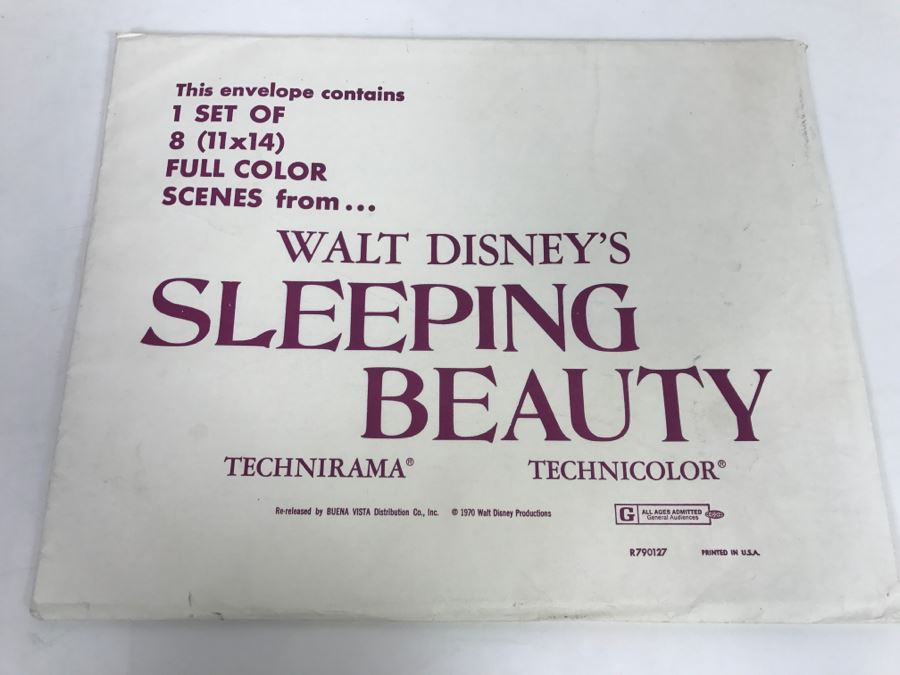 This envelope contains
1 SET OF
8 (11x14)
FULL COLOR
SCENES from...
WALT DISNEY'S
SLEEPING
BEAUTY
TECHNIRAMA® TECHNICOLOR®
Re-released by BUENA VISTA Distribution Co., Inc. © 1970 Walt Disney Productions
G ALL AGES ADMITTED
General Audiences
R790127 PRINTED IN U.S.A.